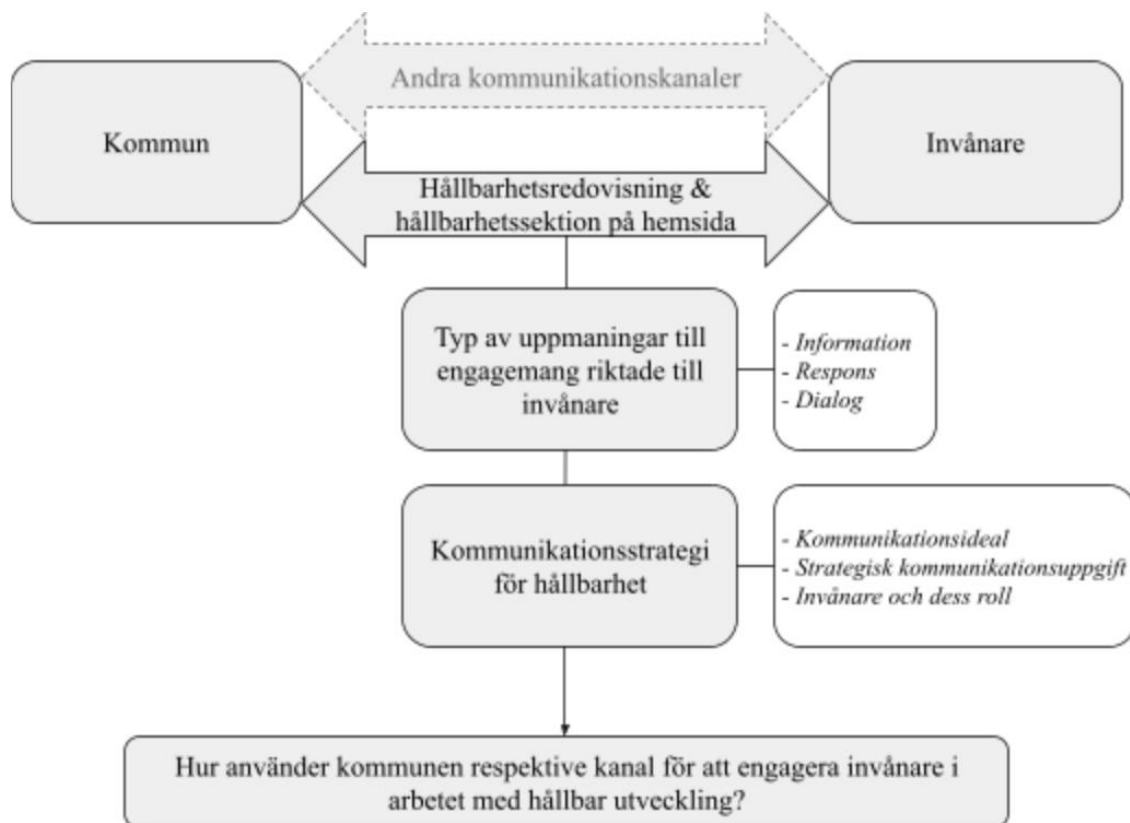 Andra kommunikationskanaler
Kommun
Invånare
Hållbarhetsredovisning &
hållbarhetssektion på hemsida
Typ av uppmaningar till
engagemang riktade till
invånare
- Information
- Respons
- Dialog
Kommunikationsstrategi
för hållbarhet
- Kommunikationsideal
- Strategisk kommunikationsuppgift
- Invånare och dess roll
Hur använder kommunen respektive kanal för att engagera invånare i
arbetet med hållbar utveckling?